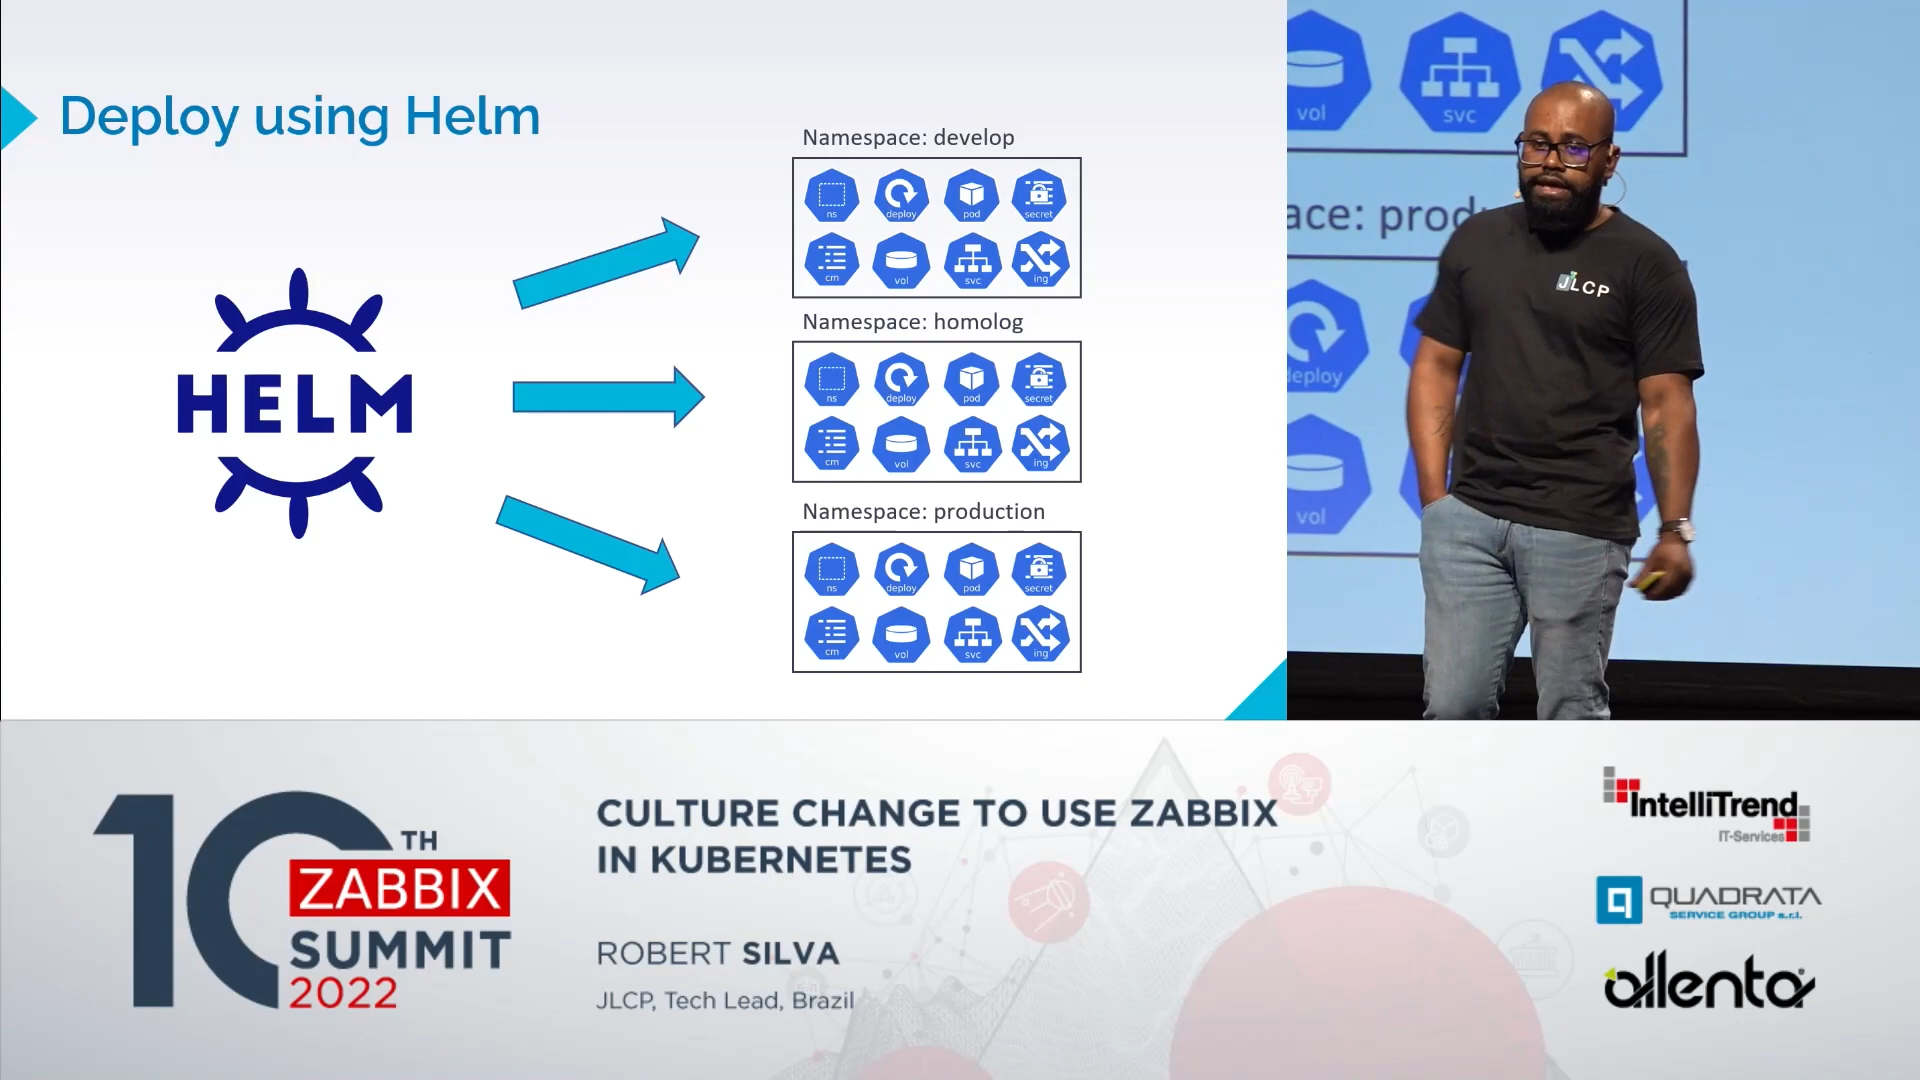 Deploy using Helm
HELM
Namespace: develop
ns deploy pod secret
cm vol svc ing
Namespace: homolog
ns deploy pod secret
cm vol svc ing
Namespace: production
ns deploy pod secret
cm vol svc ing
vol svc
ace: prod
deploy
vol
JLCP
10TH
ZABBIX
SUMMIT
2022
CULTURE CHANGE TO USE ZABBIX
IN KUBERNETES
ROBERT SILVA
JLCP, Tech Lead, Brazil
IntelliTrend
IT-Services
QUADRATA
SERVICE GROUP s.r.l.
allenta